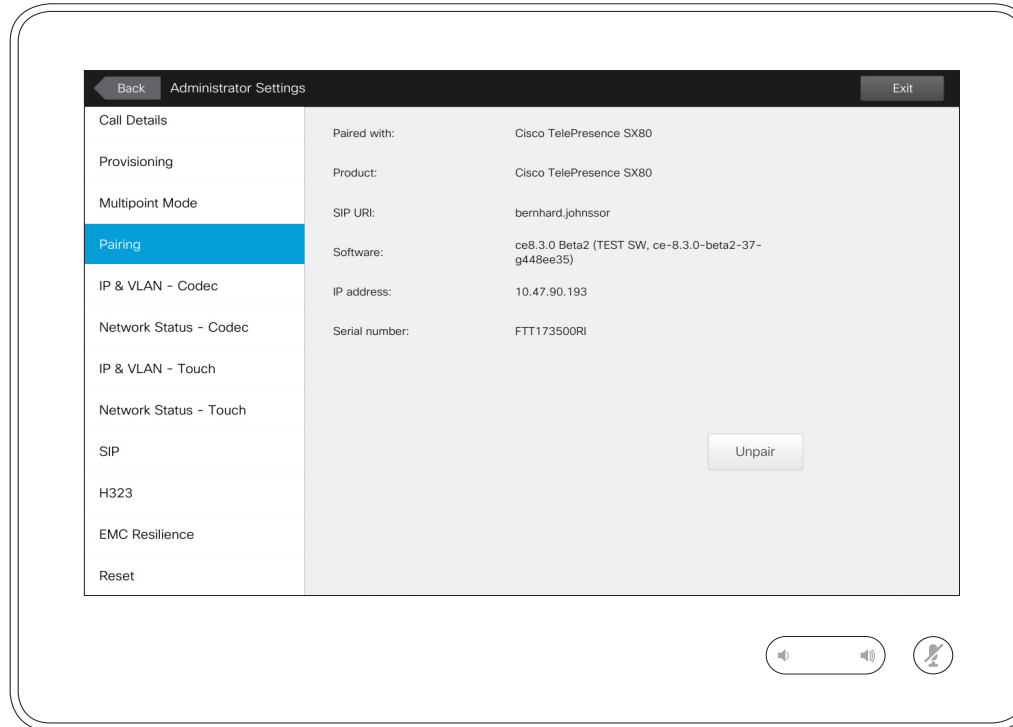 Back
Administrator Settings
Exit
Call Details
Provisioning
Multipoint Mode
Pairing
IP & VLAN - Codec
Network Status - Codec
IP & VLAN - Touch
Network Status - Touch
SIP
H323
EMC Resilience
Reset
Paired with: Cisco TelePresence SX80
Product: Cisco TelePresence SX80
SIP URI: bernhard.johnssor
Software: ce8.3.0 Beta2 (TEST SW, ce-8.3.0-beta2-37-
g448ee35)
IP address: 10.47.90.193
Serial number: FTT173500RI
Unpair